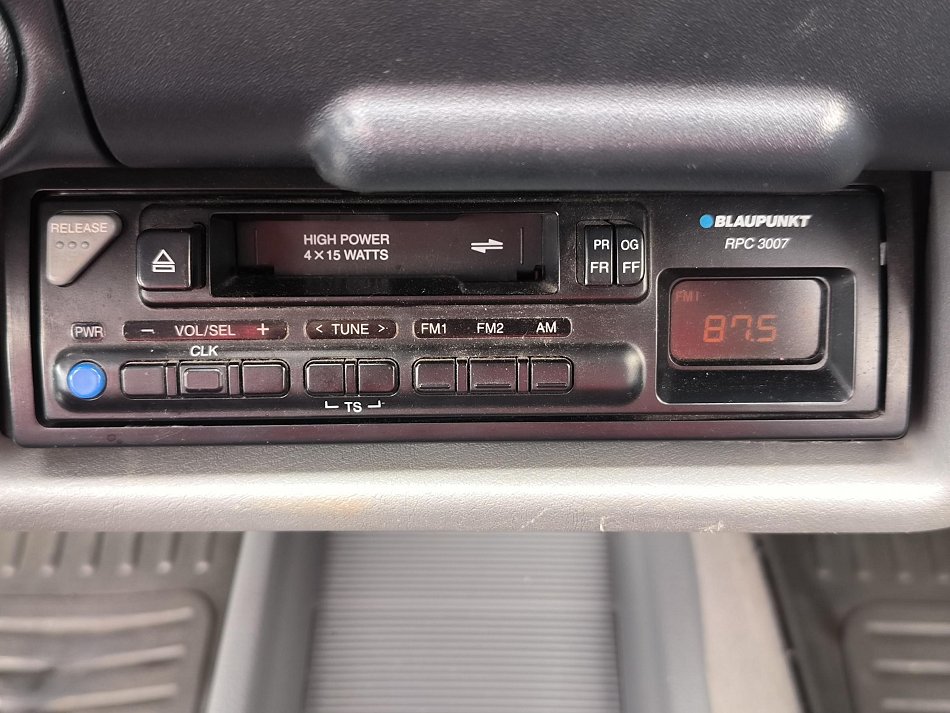 RELEASE
HIGH POWER
4 X 15 WATTS
PR OG
FR FF
BLAUPUNKT
RPC 3007
FM1
87.5
PWR
– VOL/SEL +
< TUNE >
FM1 FM2 AM
CLK
TS